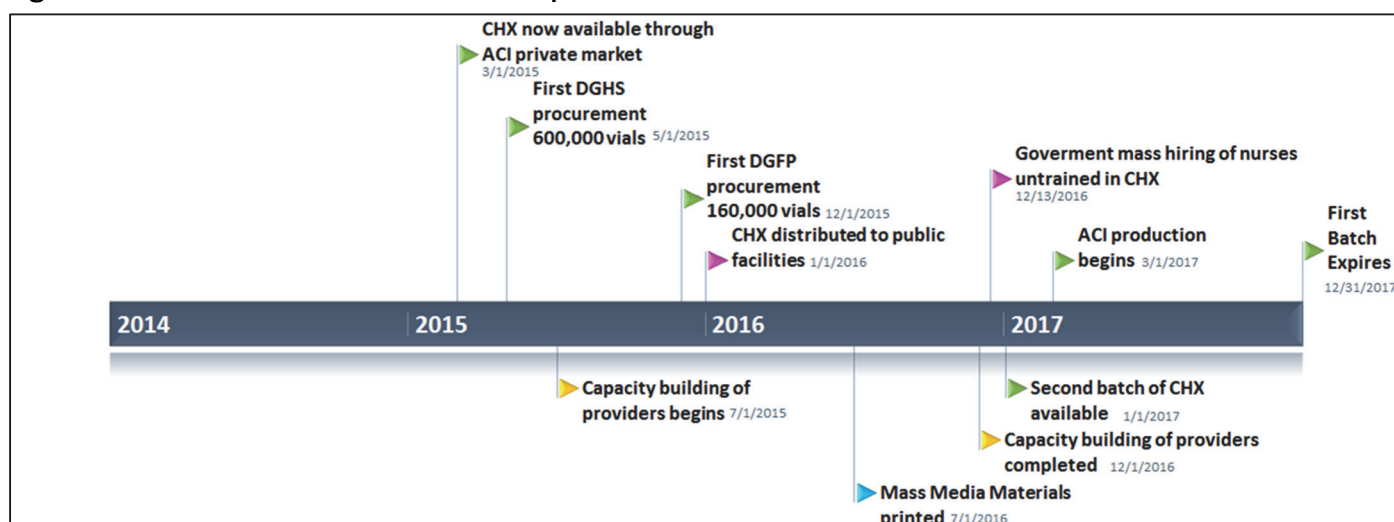 CHX now available through
ACI private market
3/1/2015
First DGHS
procurement
600,000 vials 5/1/2015
First DGFP
procurement
160,000 vials 12/1/2015
CHX distributed to public
facilities 1/1/2016
Goverment mass hiring of nurses
untrained in CHX
12/13/2016
ACI production
begins 3/1/2017
First
Batch
Expires
12/31/2017
2014
2015
2016
2017
Capacity building of
providers begins 7/1/2015
Second batch of CHX
available 1/1/2017
Capacity building of providers
completed 12/1/2016
Mass Media Materials
printed 7/1/2016